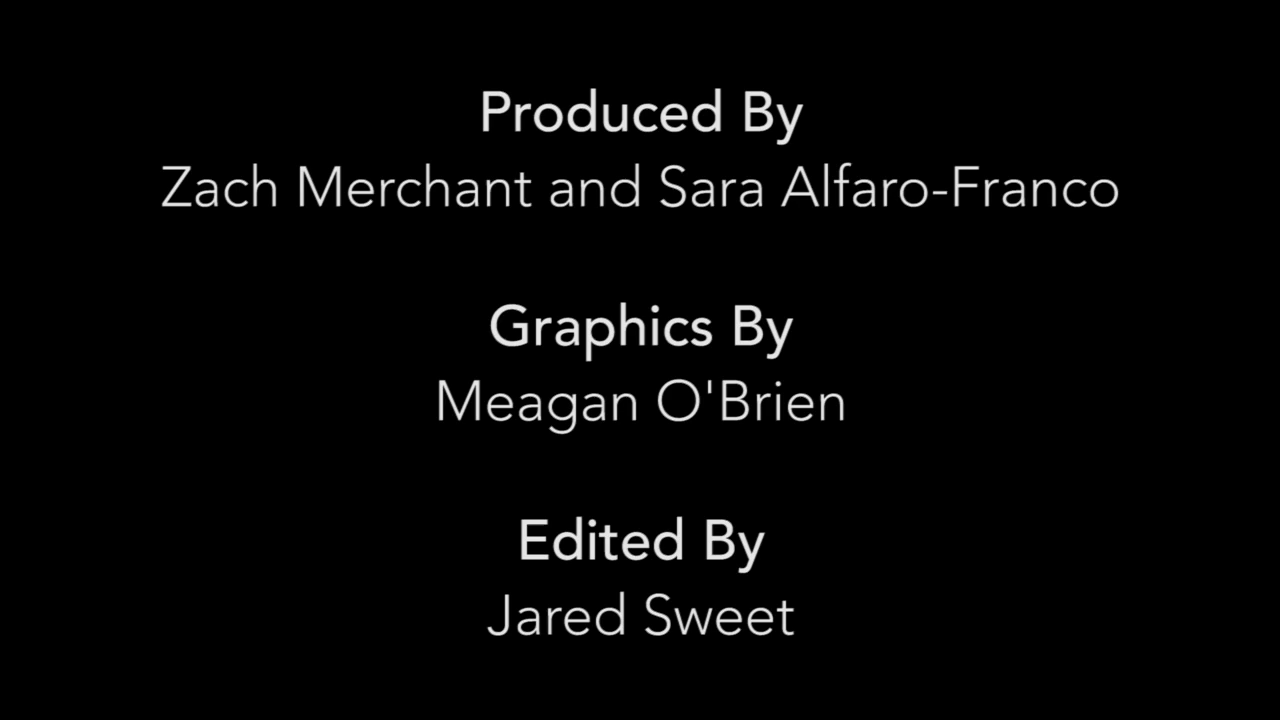 Produced By
Zach Merchant and Sara Alfaro-Franco
Graphics By
Meagan O'Brien
Edited By
Jared Sweet